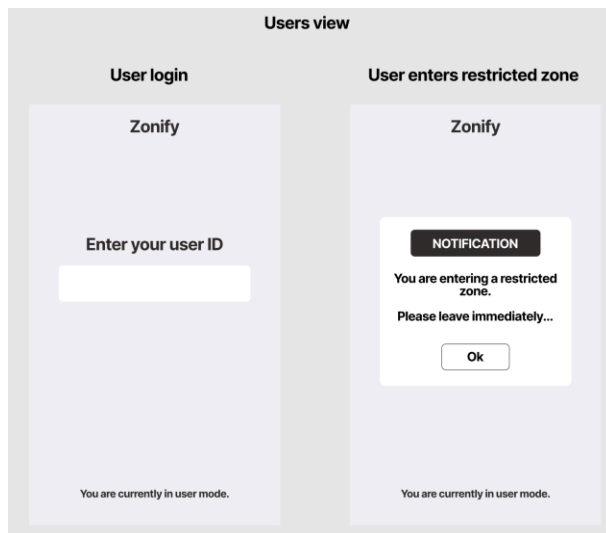 Users view
User login
Zonify
Enter your user ID
You are currently in user mode.
User enters restricted zone
Zonify
NOTIFICATION
You are entering a restricted
zone.
Please leave immediately...
Ok
You are currently in user mode.